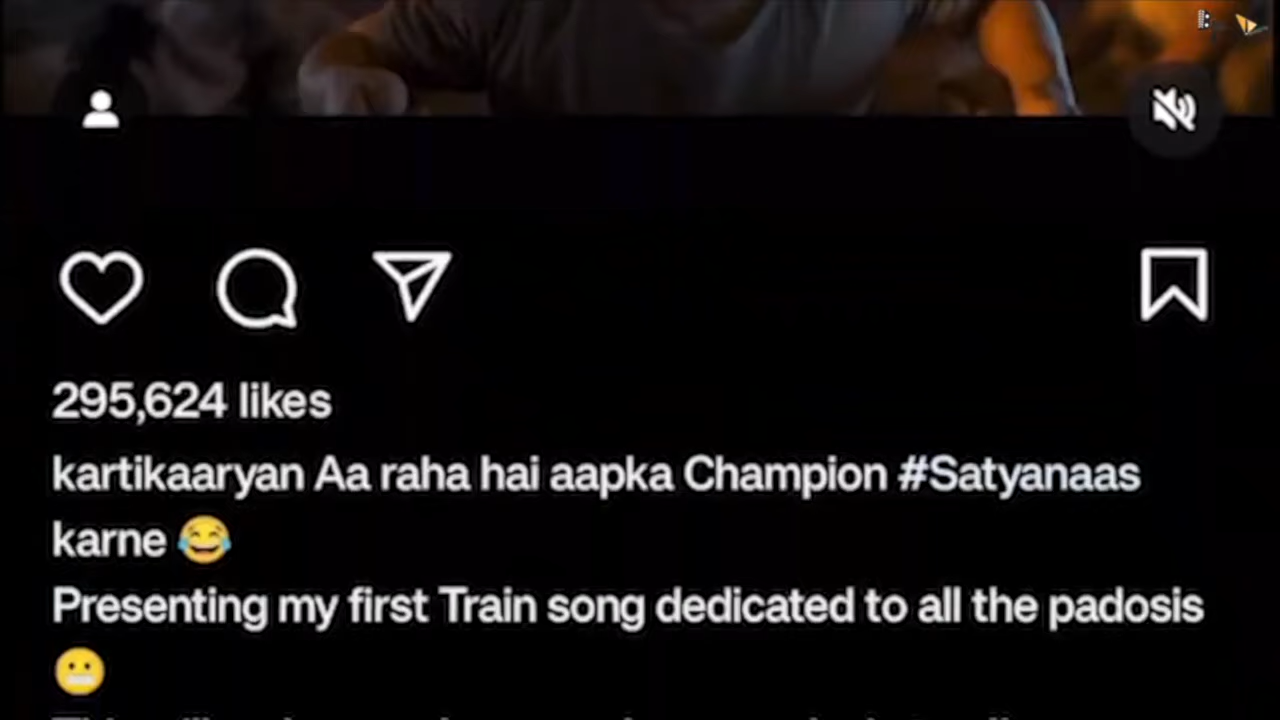 295,624 likes
kartikaaryan Aa raha hai aapka Champion #Satyanaas
karne 😂
Presenting my first Train song dedicated to all the padosis
😬